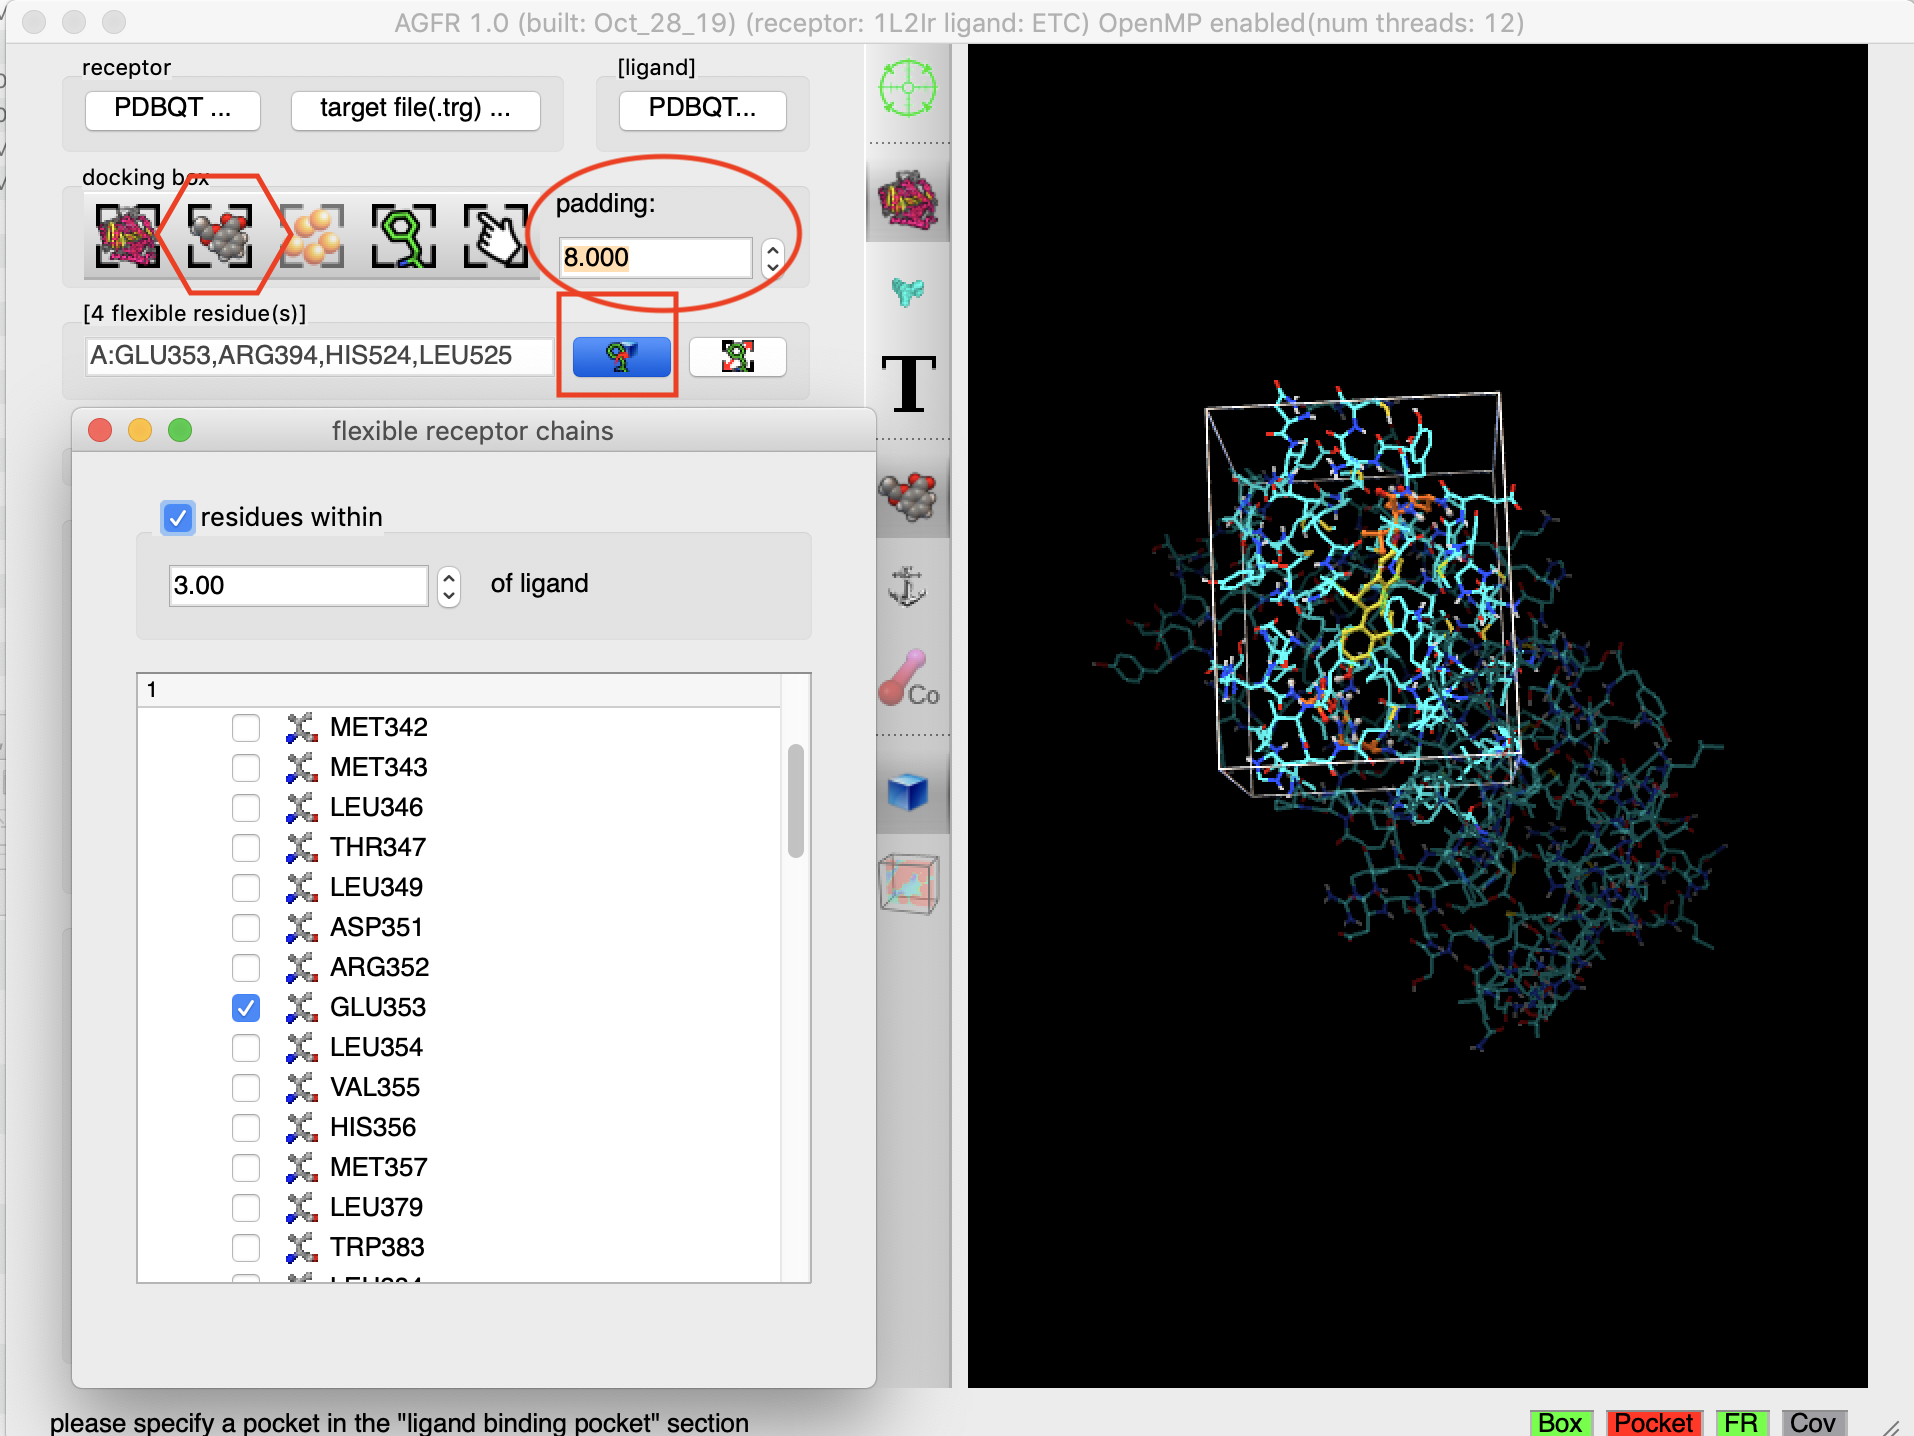 AGFR 1.0 (built: Oct_28_19) (receptor: 1L2Ir ligand: ETC) OpenMP enabled(num threads: 12)
receptor
[ligand]
PDBQT ...
target file(.trg) ...
PDBQT...
docking box
padding:
8.000
[4 flexible residue(s)]
A:GLU353,ARG394,HIS524,LEU525
T
flexible receptor chains
residues within
3.00
of ligand
Co
1
MET342
MET343
LEU346
THR347
LEU349
ASP351
ARG352
GLU353
LEU354
VAL355
HIS356
MET357
LEU379
TRP383
please specify a pocket in the "ligand binding pocket" section
Box
Pocket
FR
Cov